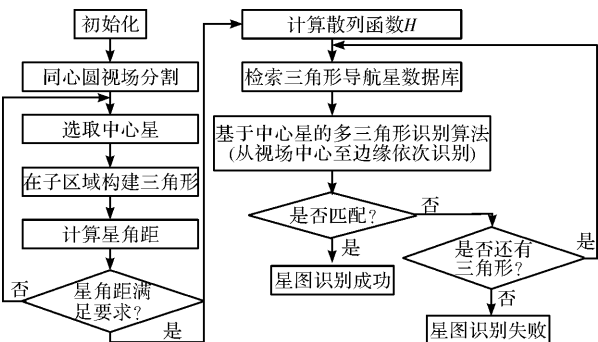 初始化
同心圆视场分割
选取中心星
在子区域构建三角形
计算星角距
星角距满
足要求?
否
是
计算散列函数H
检索三角形导航星数据库
基于中心星的多三角形识别算法
(从视场中心至边缘依次识别)
是否匹配?
否
是
星图识别成功
是否还有
三角形?
是
否
星图识别失败